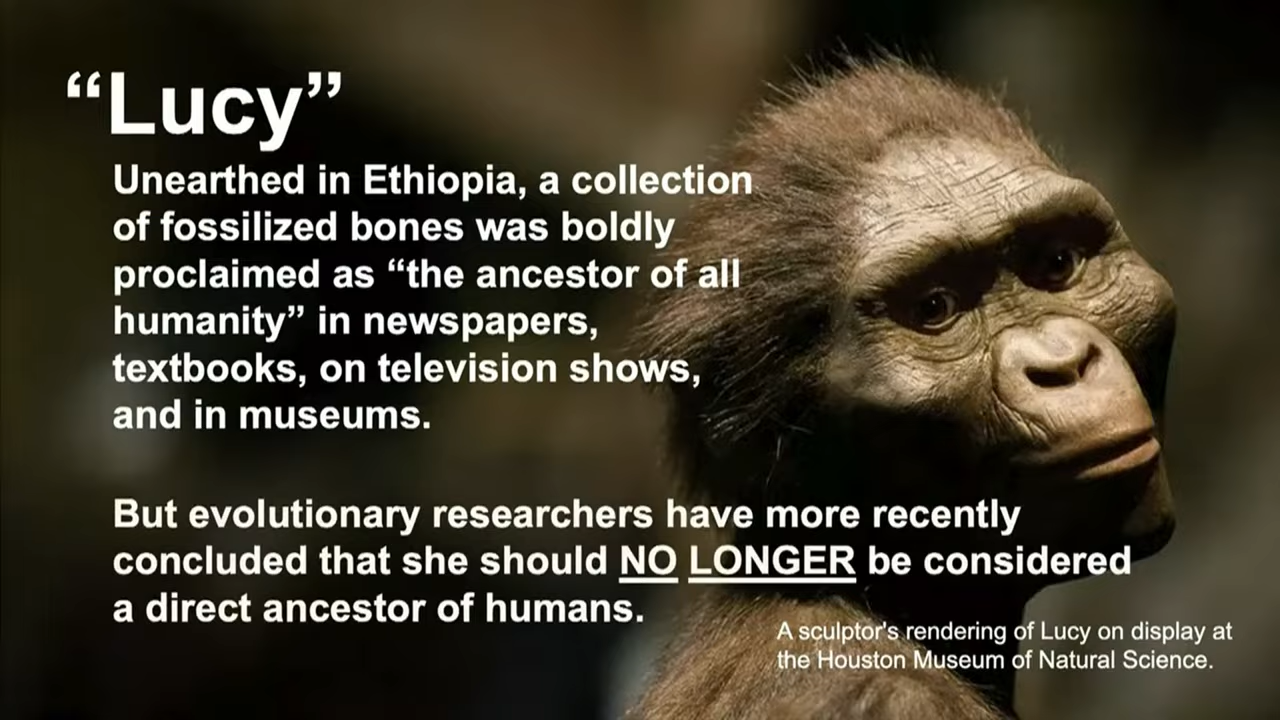 “Lucy”
Unearthed in Ethiopia, a collection
of fossilized bones was boldly
proclaimed as “the ancestor of all
humanity” in newspapers,
textbooks, on television shows,
and in museums.
But evolutionary researchers have more recently
concluded that she should NO LONGER be considered
a direct ancestor of humans.
A sculptor's rendering of Lucy on display at
the Houston Museum of Natural Science.